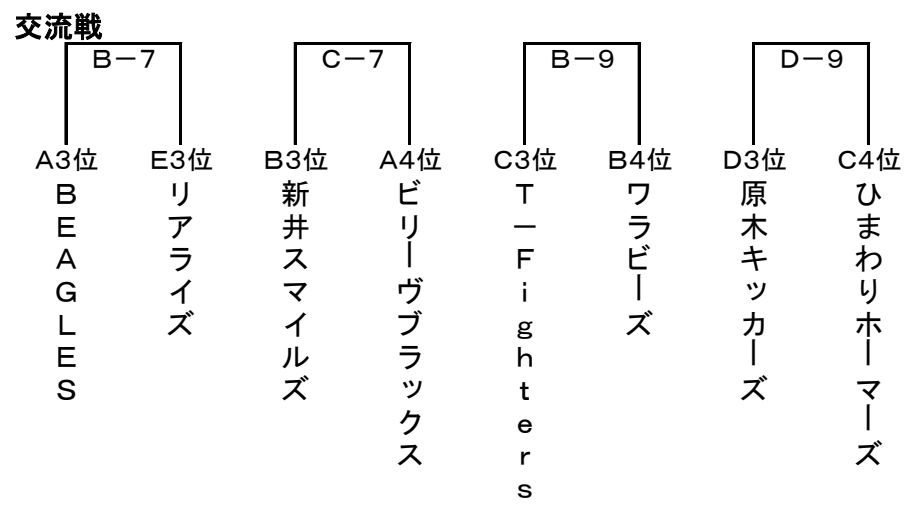 交流戦
B－7
C－7
B－9
D－9
A3位
E3位
B3位
A4位
C3位
B4位
D3位
C4位
BEAGLES
リアライズ
新井スマイルズ
ビリーヴブラックス
T－Fighters
ワラビーズ
原木キッカーズ
ひまわりホーマーズ